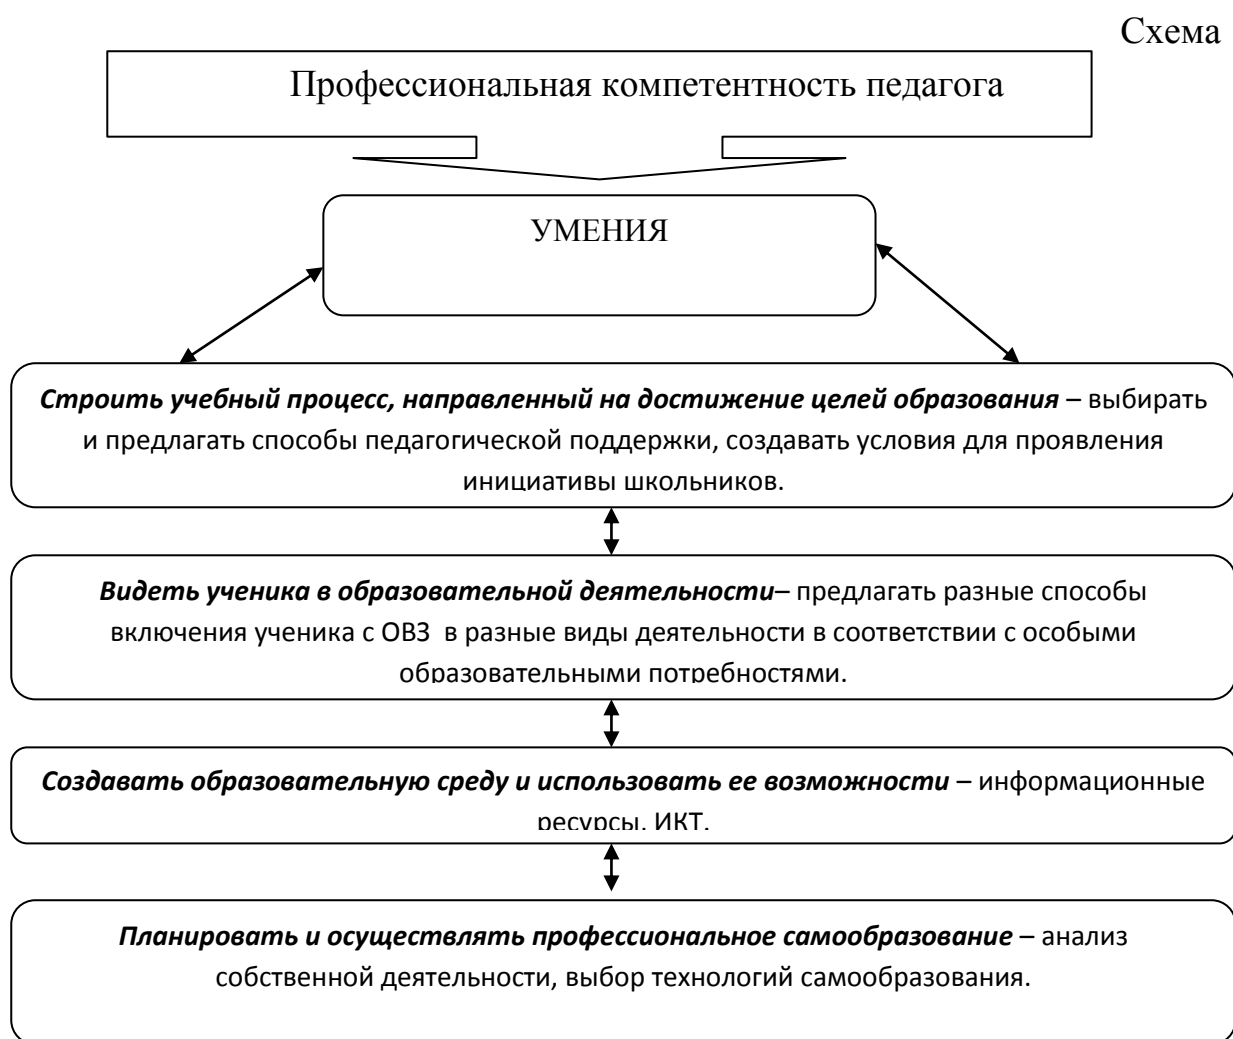 Схема
Профессиональная компетентность педагога
УМЕНИЯ
Строить учебный процесс, направленный на достижение целей образования – выбирать
и предлагать способы педагогической поддержки, создавать условия для проявления
инициативы школьников.
Видеть ученика в образовательной деятельности– предлагать разные способы
включения ученика с ОВЗ в разные виды деятельности в соответствии с особыми
образовательными потребностями.
Создавать образовательную среду и использовать ее возможности – информационные
ресурсы, ИКТ.
Планировать и осуществлять профессиональное самообразование – анализ
собственной деятельности, выбор технологий самообразования.